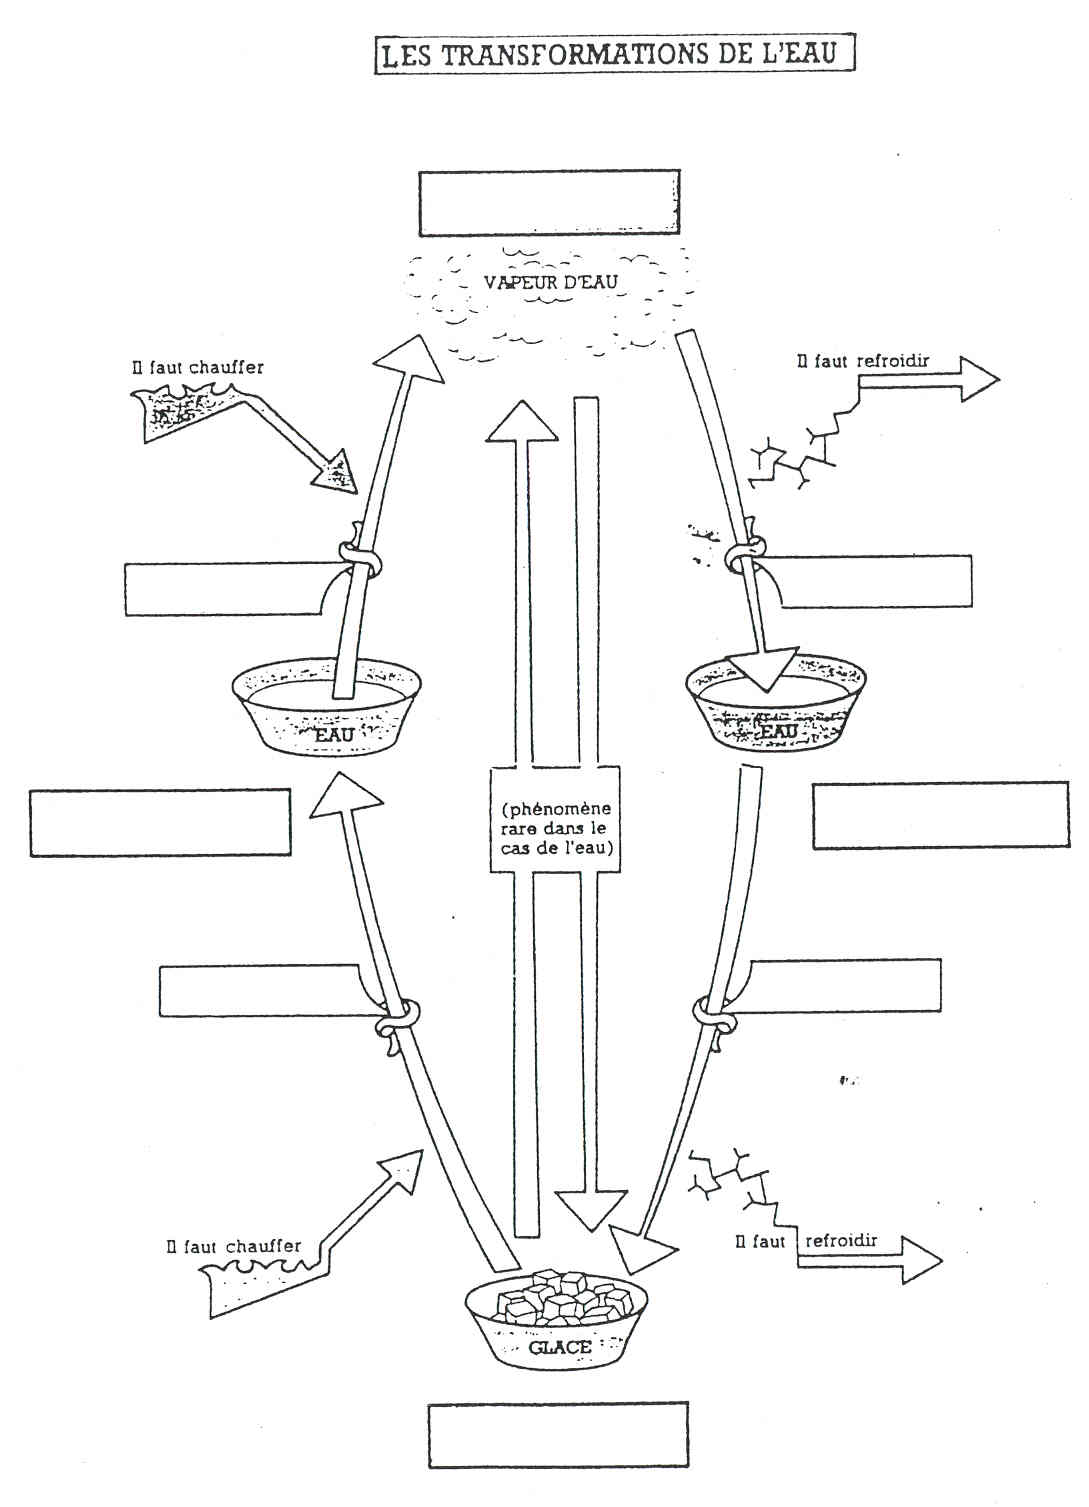 LES TRANSFORMATIONS DE L'EAU
VAPEUR D'EAU
Il faut chauffer
Il faut refroidir
EAU
EAU
(phénomène
rare dans le
cas de l'eau)
Il faut chauffer
Il faut refroidir
GLACE